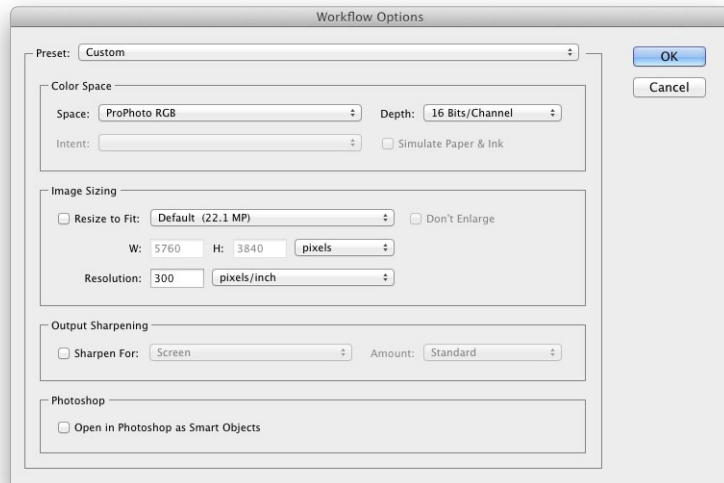 Workflow Options
Preset: Custom
OK
Cancel
Color Space
Space: ProPhoto RGB Depth: 16 Bits/Channel
Intent: Simulate Paper & Ink
Image Sizing
Resize to Fit: Default (22.1 MP) Don't Enlarge
W: 5760 H: 3840 pixels
Resolution: 300 pixels/inch
Output Sharpening
Sharpen For: Screen Amount: Standard
Photoshop
Open in Photoshop as Smart Objects